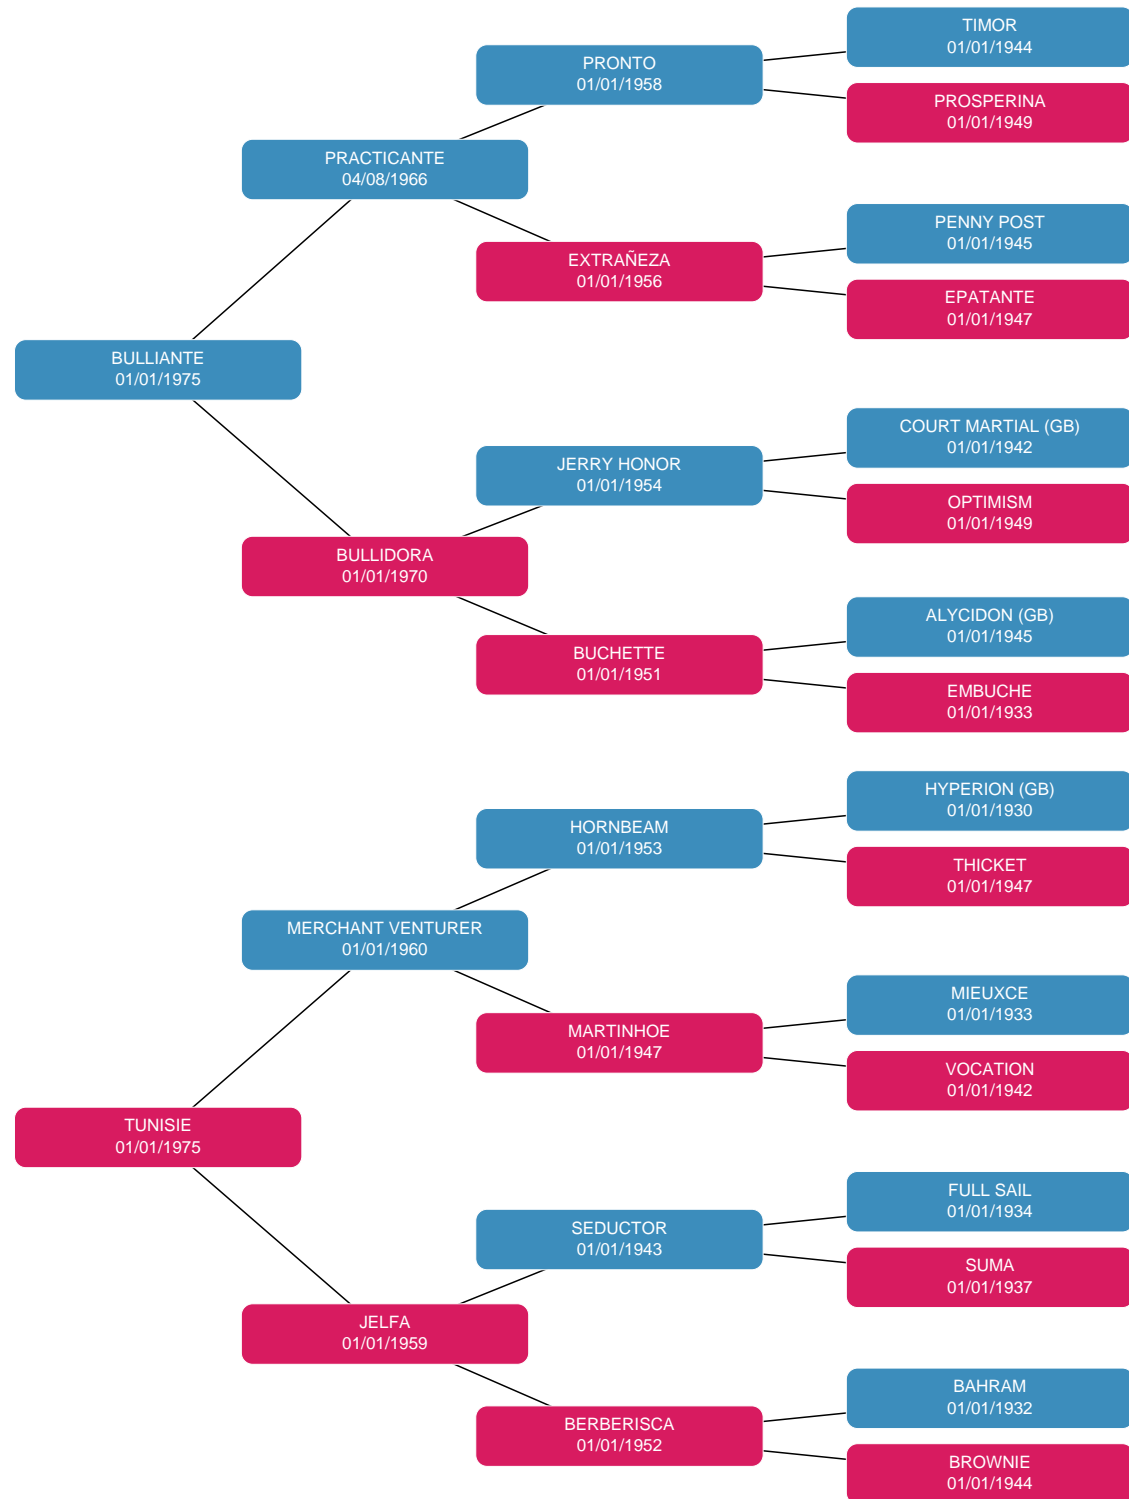 TIMOR
01/01/1944
PRONTO
01/01/1958
PROSPERINA
01/01/1949
PRACTICANTE
04/08/1966
PENNY POST
01/01/1945
EXTRAÑEZA
01/01/1956
EPATANTE
01/01/1947
BULLIANTE
01/01/1975
COURT MARTIAL (GB)
01/01/1942
JERRY HONOR
01/01/1954
OPTIMISM
01/01/1949
BULLIDORA
01/01/1970
ALYCIDON (GB)
01/01/1945
BUCHETTE
01/01/1951
EMBUCHE
01/01/1933
HYPERION (GB)
01/01/1930
HORNBEAM
01/01/1953
THICKET
01/01/1947
MERCHANT VENTURER
01/01/1960
MIEUXCE
01/01/1933
MARTINHOE
01/01/1947
VOCATION
01/01/1942
TUNISIE
01/01/1975
FULL SAIL
01/01/1934
SEDUCTOR
01/01/1943
SUMA
01/01/1937
JELFA
01/01/1959
BAHRAM
01/01/1932
BERBERISCA
01/01/1952
BROWNIE
01/01/1944